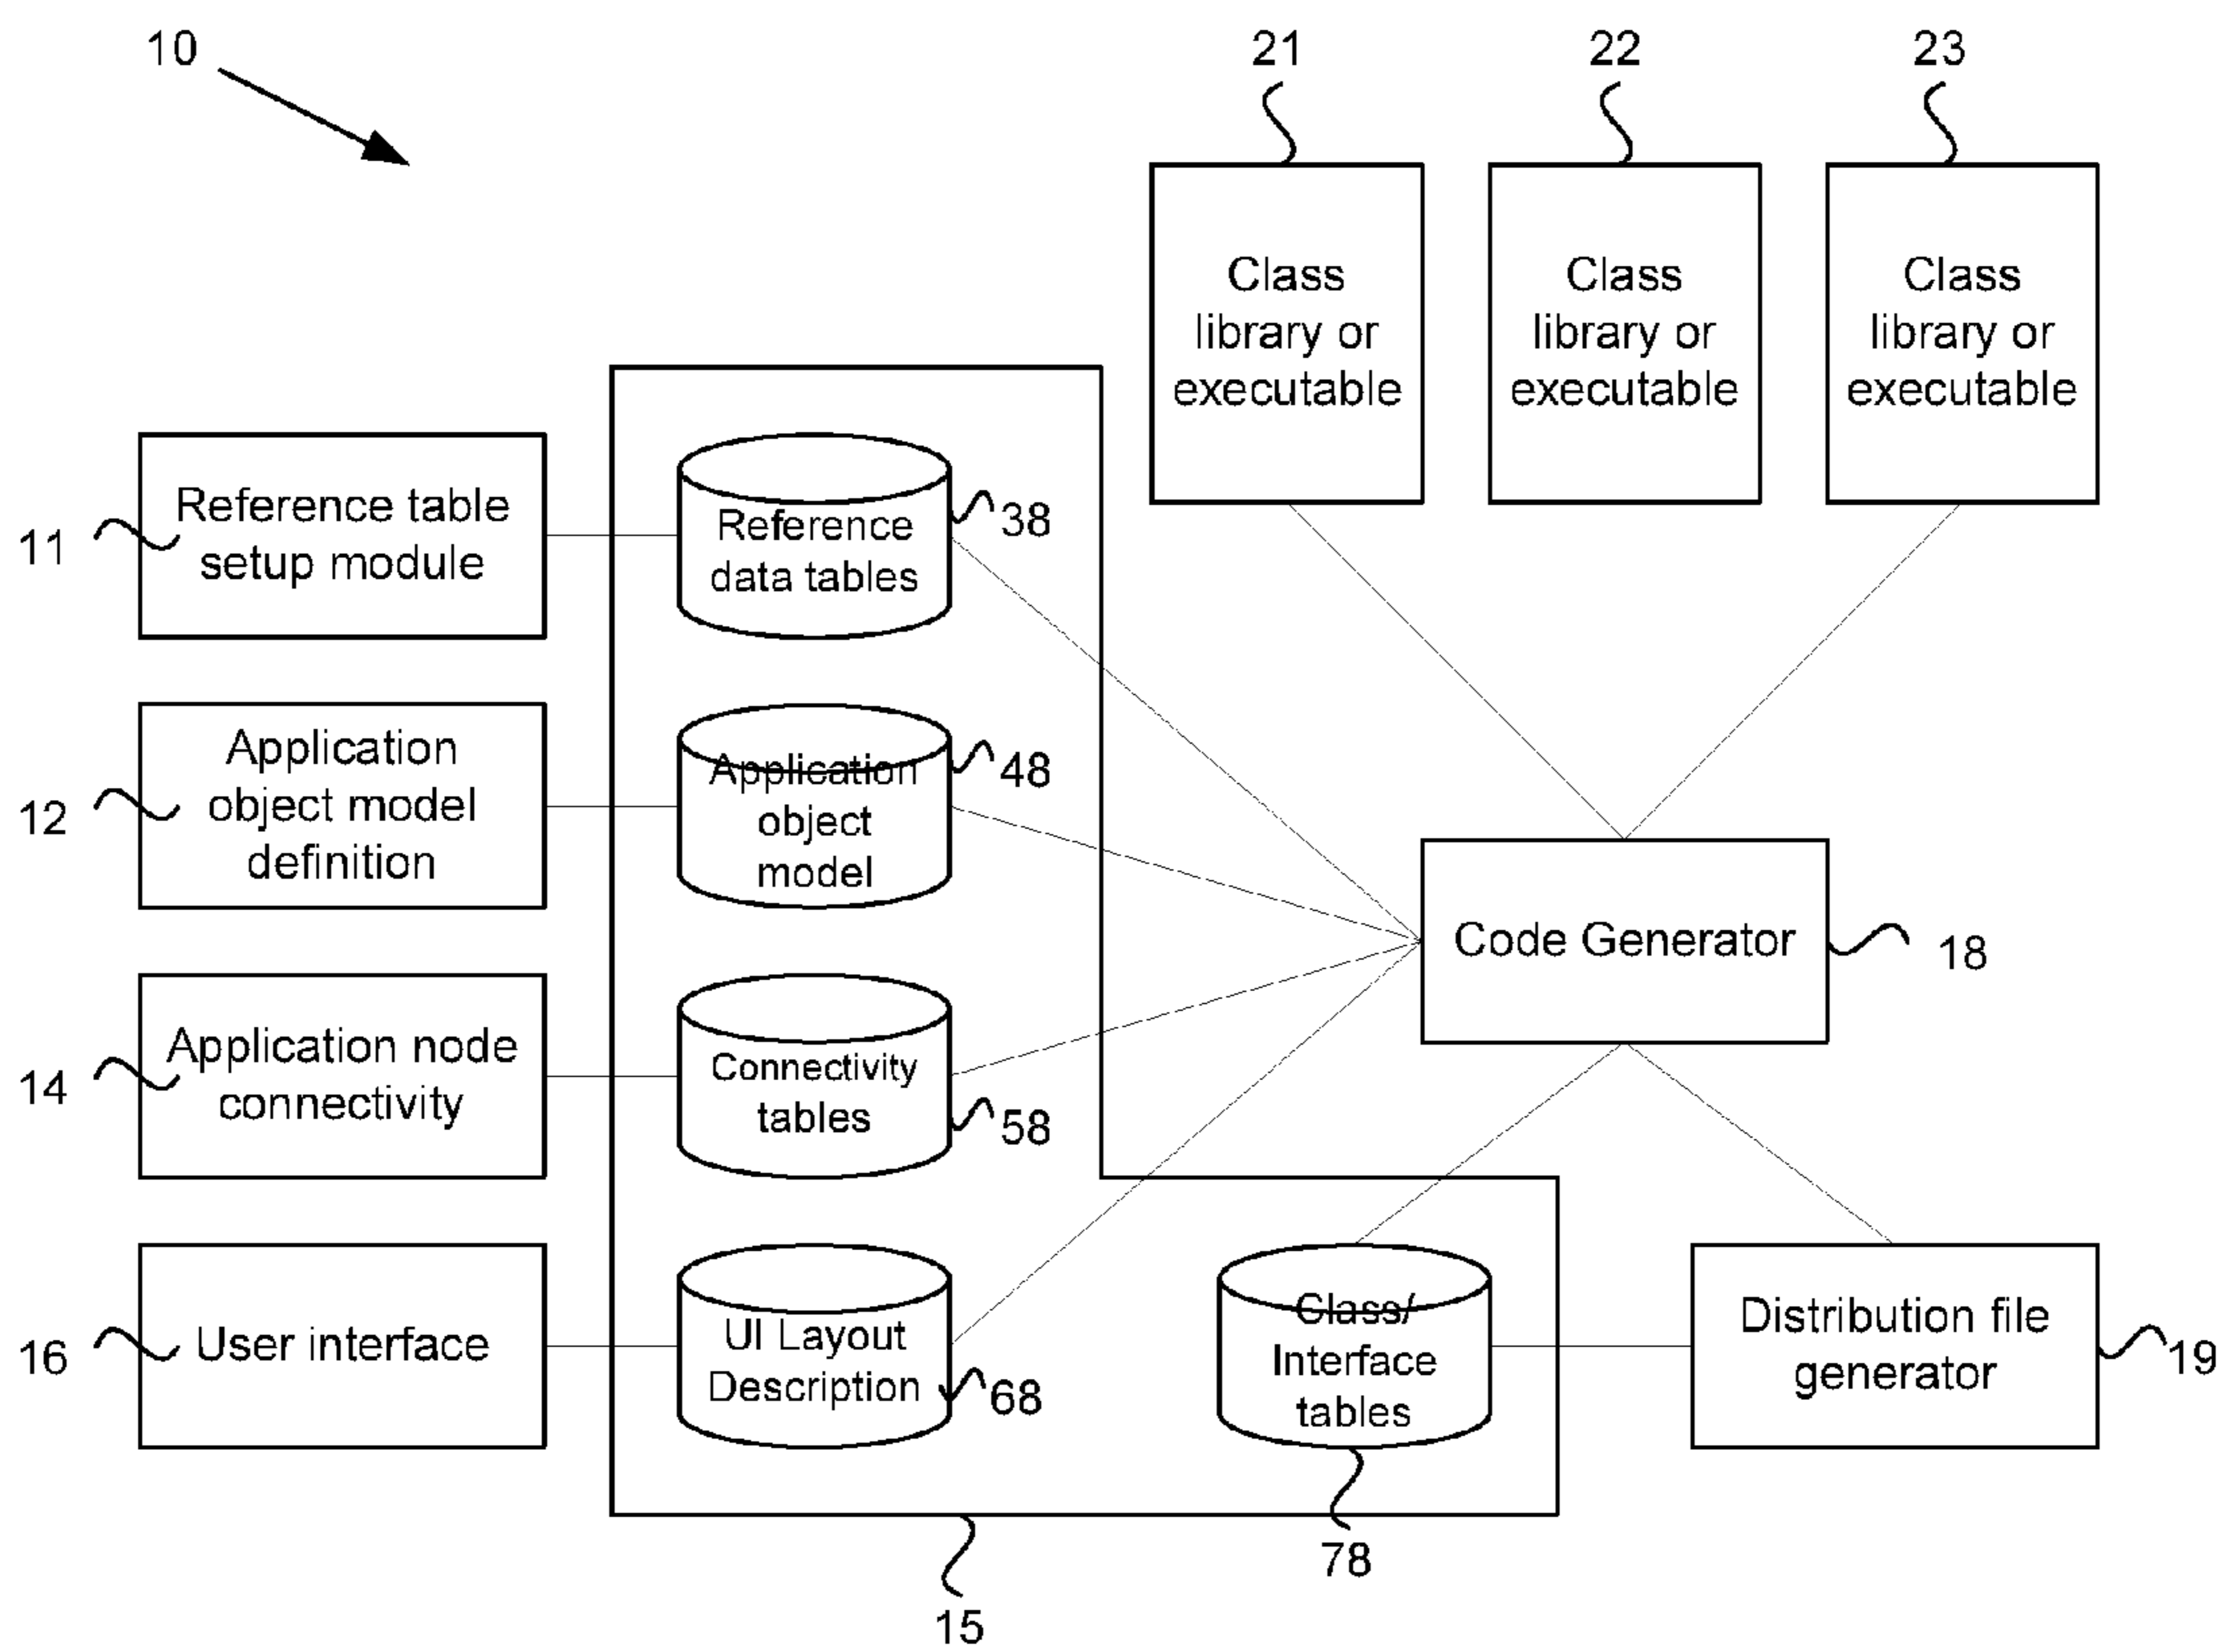 10
21
22
23
Class
library or
executable
Class
library or
executable
Class
library or
executable
11
Reference table
setup module
Reference
data tables
38
12
Application
object model
definition
Application
object
model
48
Code Generator
18
14
Application node
connectivity
Connectivity
tables
58
16
User interface
UI Layout
Description
68
Class/
Interface
tables
78
Distribution file
generator
19
15